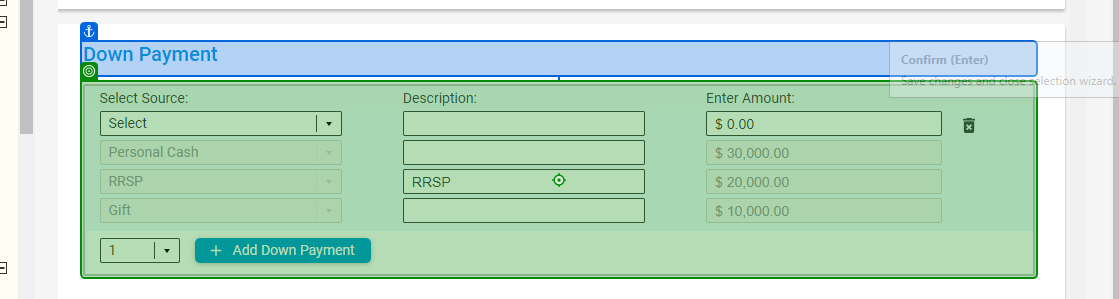 Down Payment
Confirm (Enter)
Save changes and close selection wizard.
Select Source: Description: Enter Amount:
Select $ 0.00
Personal Cash $ 30,000.00
RRSP RRSP $ 20,000.00
Gift $ 10,000.00
1 + Add Down Payment